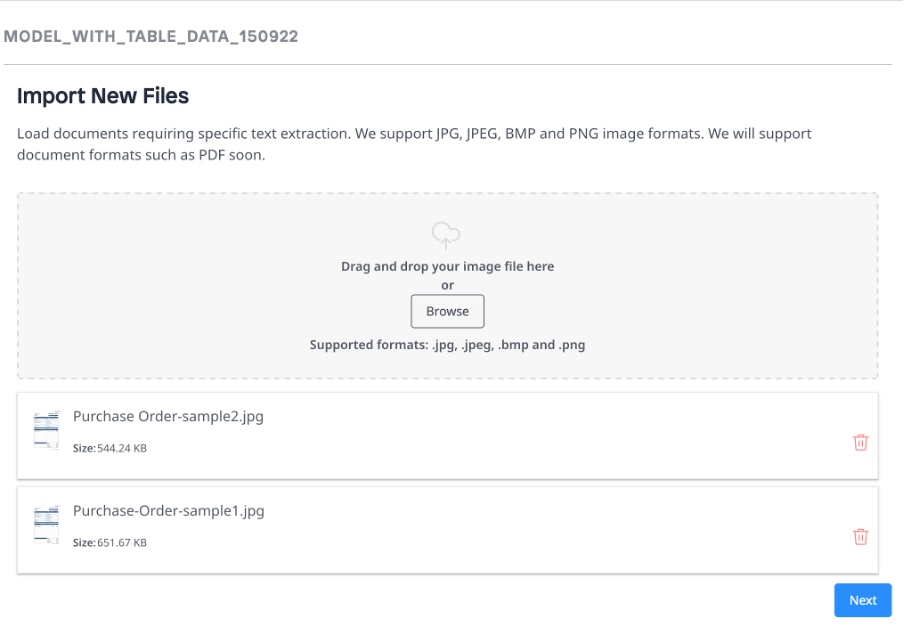 MODEL_WITH_TABLE_DATA_150922
Import New Files
Load documents requiring specific text extraction. We support JPG, JPEG, BMP and PNG image formats. We will support
document formats such as PDF soon.
Drag and drop your image file here
or
Browse
Supported formats: .jpg, .jpeg, .bmp and .png
Purchase Order-sample2.jpg
Size: 544.24 KB
Purchase-Order-sample1.jpg
Size: 651.67 KB
Next